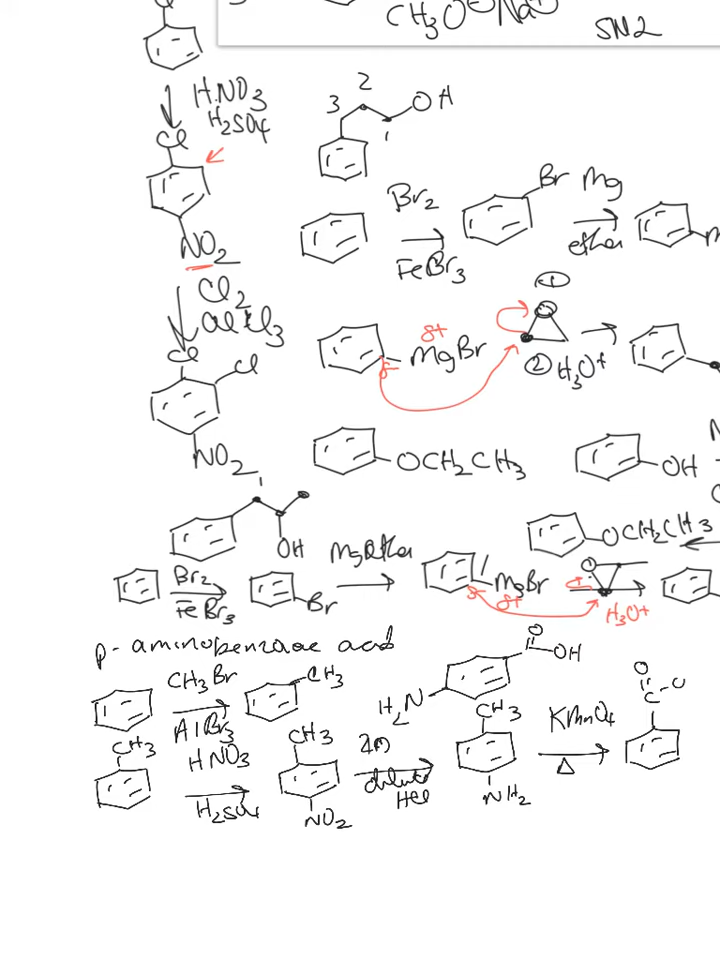 CH3O⊖Na⊕
SN2
HNO3
H2SO4
Cl
NO2
3 2 1 OH
Br2
FeBr3
Br
Mg
ether
Cl2
AlCl3
Cl
Cl
NO2
δ+
MgBr
δ-
①
② H3O+
OCH2CH3
OH
1
OH
OCH2CH3
Br2
FeBr3
Br
Mg Ether
MgBr
δ- δ+
H3O+
p-aminobenzoic acid
CH3Br
AlBr3
CH3
H2N
O
OH
CH3
HNO3
H2SO4
CH3
NO2
dilute
HCl
CH3
NH2
KMnO4
Δ
O
C-O